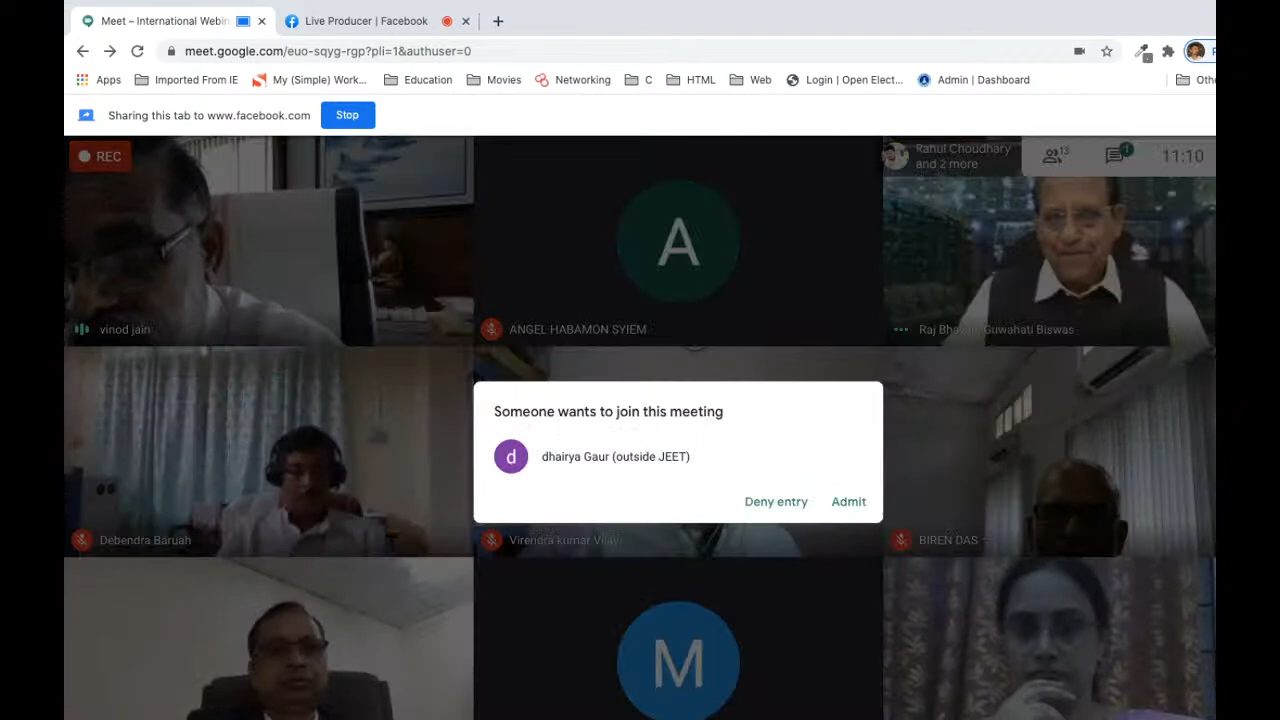 Meet – International Webin
Live Producer | Facebook
meet.google.com/euo-sqyg-rgp?pli=1&authuser=0
Apps
Imported From IE
My (Simple) Work...
Education
Movies
Networking
C
HTML
Web
Login | Open Elect...
Admin | Dashboard
Othe
Sharing this tab to www.facebook.com
Stop
REC
A
Rahul Choudhary
and 2 more
13
1
11:10
vinod jain
ANGEL HABAMON SYIEM
Raj Bhavan Guwahati Biswas
Someone wants to join this meeting
d
dhairya Gaur (outside JEET)
Deny entry
Admit
Debendra Baruah
Virendra kumar Vijay
BIREN DAS
M